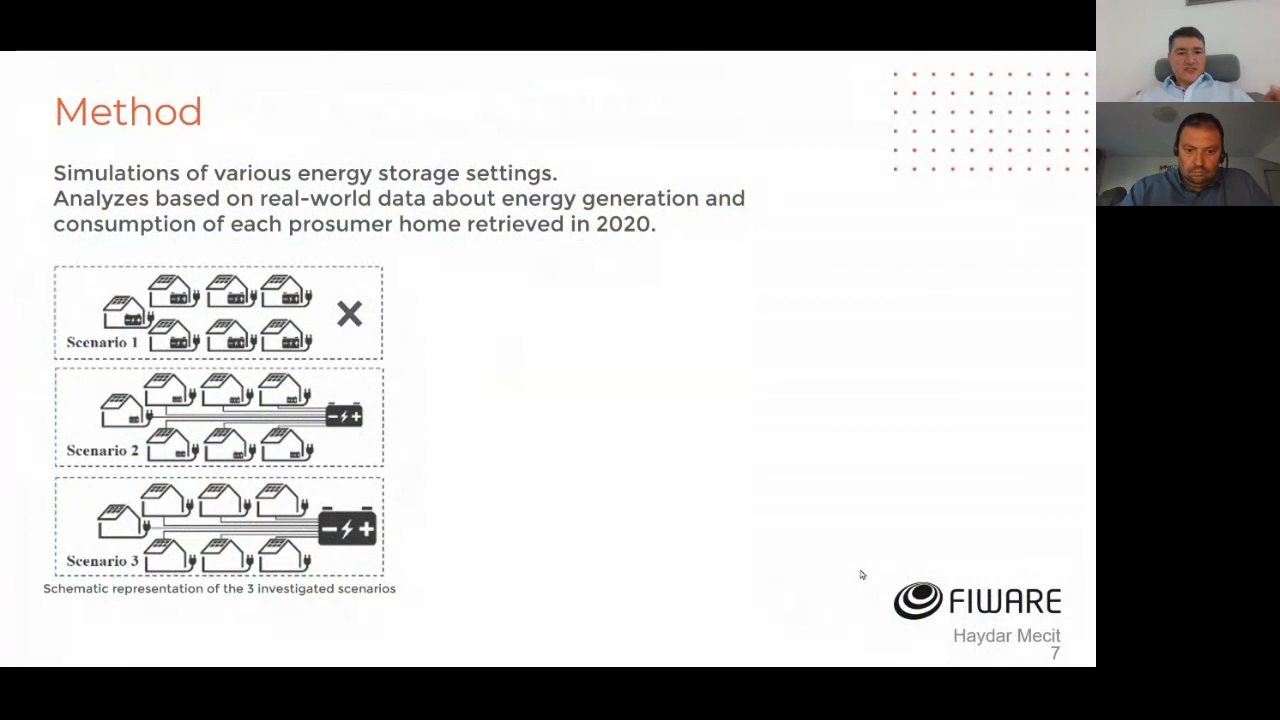 Method
Simulations of various energy storage settings.
Analyzes based on real-world data about energy generation and
consumption of each prosumer home retrieved in 2020.
Scenario 1
Scenario 2
Scenario 3
Schematic representation of the 3 investigated scenarios
FIWARE
Haydar Mecit
7